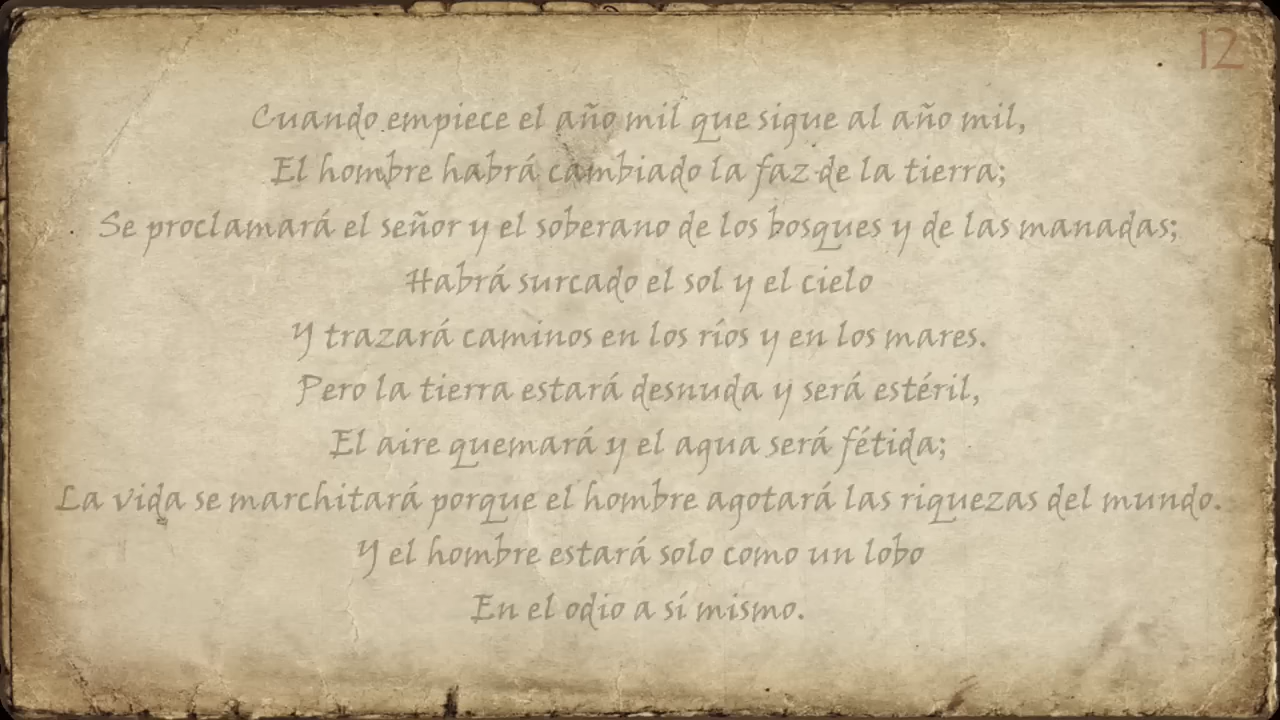 12
Cuando empiece el año mil que sigue al año mil,
El hombre habrá cambiado la faz de la tierra;
Se proclamará el señor y el soberano de los bosques y de las manadas;
Habrá surcado el sol y el cielo
Y trazará caminos en los ríos y en los mares.
Pero la tierra estará desnuda y será estéril,
El aire quemará y el agua será fétida;
La vida se marchitará porque el hombre agotará las riquezas del mundo.
Y el hombre estará solo como un lobo
En el odio a sí mismo.